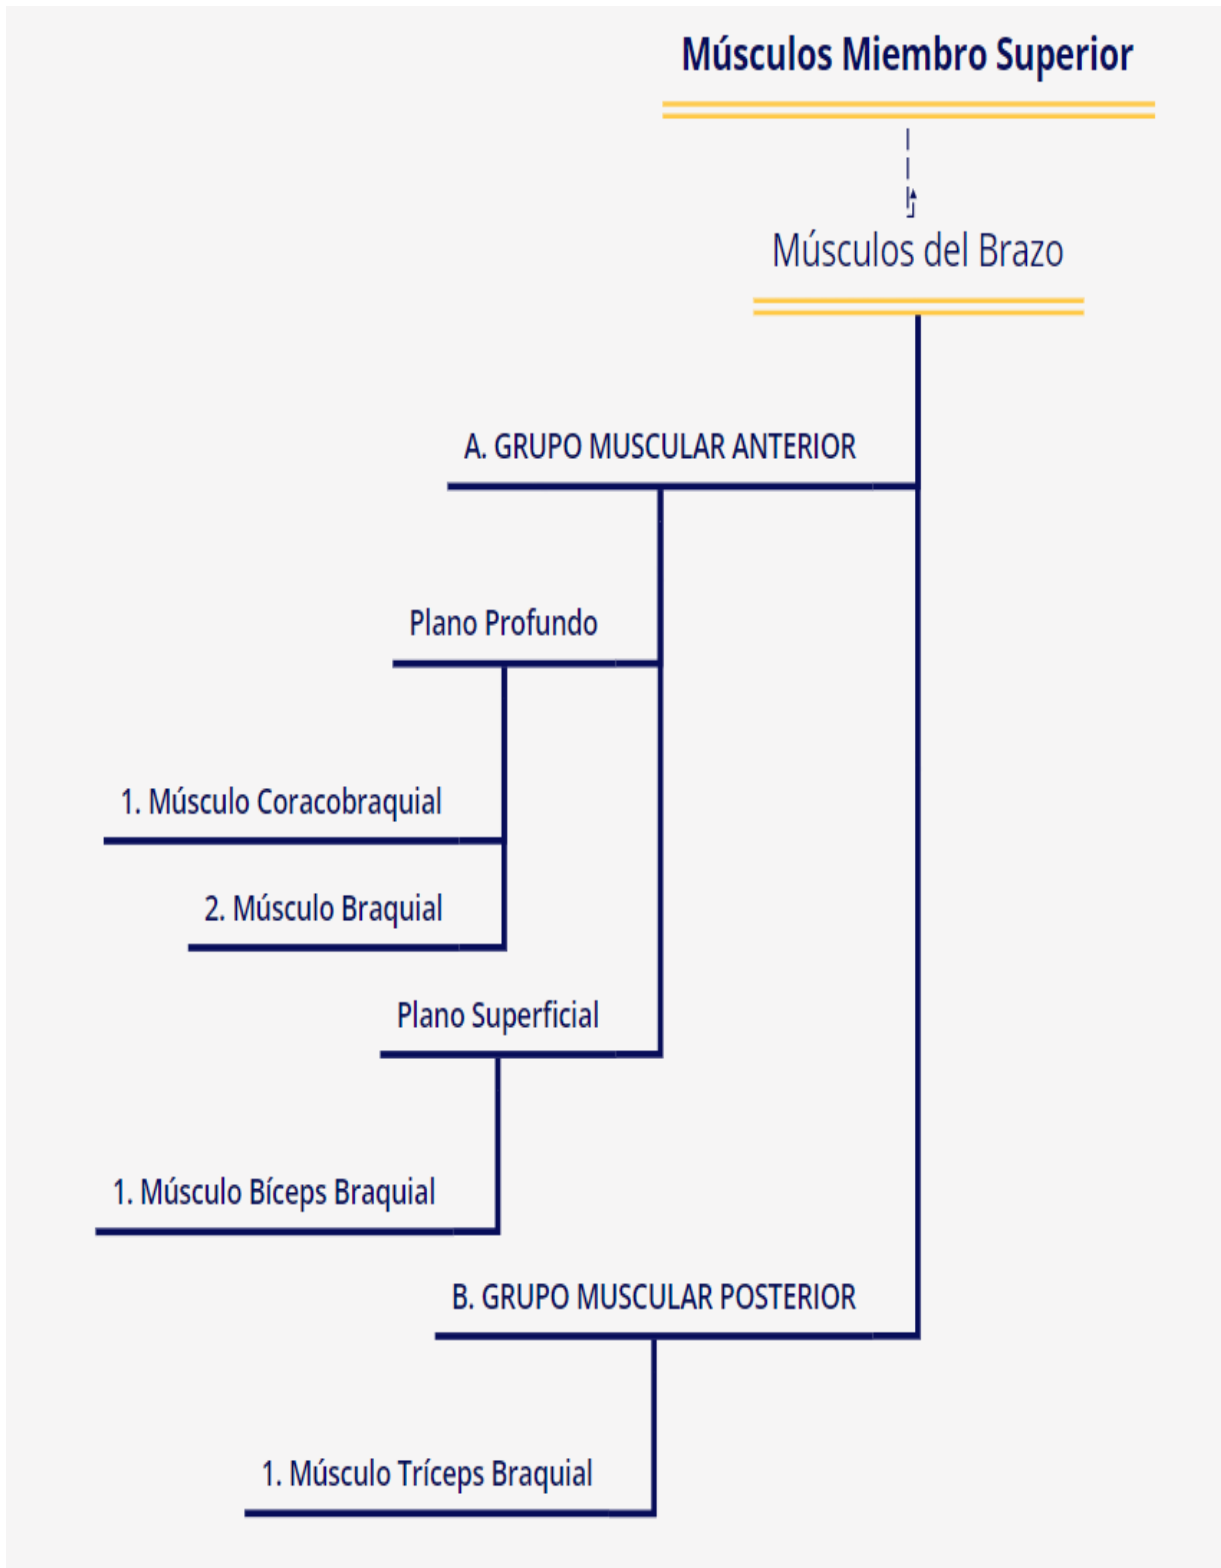 Músculos Miembro Superior
Músculos del Brazo
A. GRUPO MUSCULAR ANTERIOR
Plano Profundo
1. Músculo Coracobraquial
2. Músculo Braquial
Plano Superficial
1. Músculo Bíceps Braquial
B. GRUPO MUSCULAR POSTERIOR
1. Músculo Tríceps Braquial